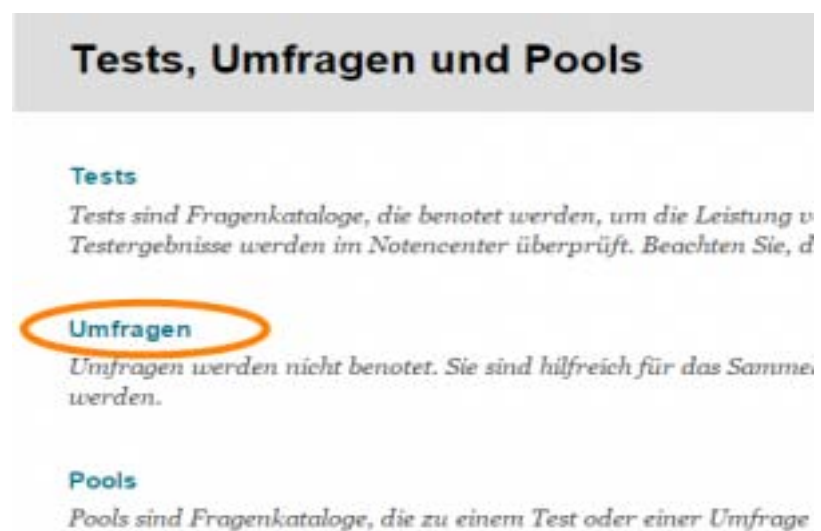 Tests, Umfragen und Pools
Tests
Tests sind Fragenkataloge, die benotet werden, um die Leistung v
Testergebnisse werden im Notencenter überprüft. Beachten Sie, d
Umfragen
Umfragen werden nicht benotet. Sie sind hilfreich für das Sammel
werden.
Pools
Pools sind Fragenkataloge, die zu einem Test oder einer Umfrage